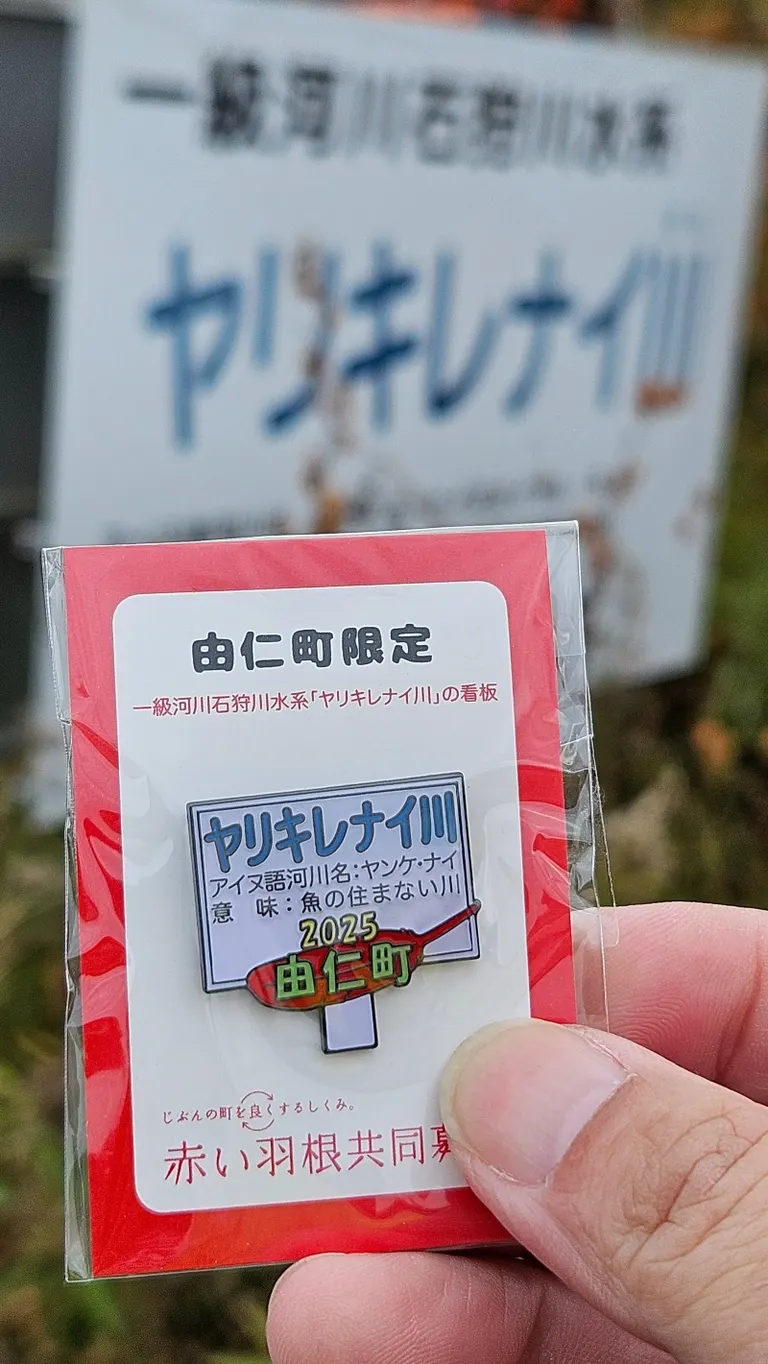 一級河川石狩川水系
ヤリキレナイ川
由仁町限定
一級河川石狩川水系「ヤリキレナイ川」の看板
ヤリキレナイ川
アイヌ語河川名:ヤンケ・ナイ
意　味:魚の住まない川
2025
由仁町
じぶんの町を良くするしくみ。
赤い羽根共同募